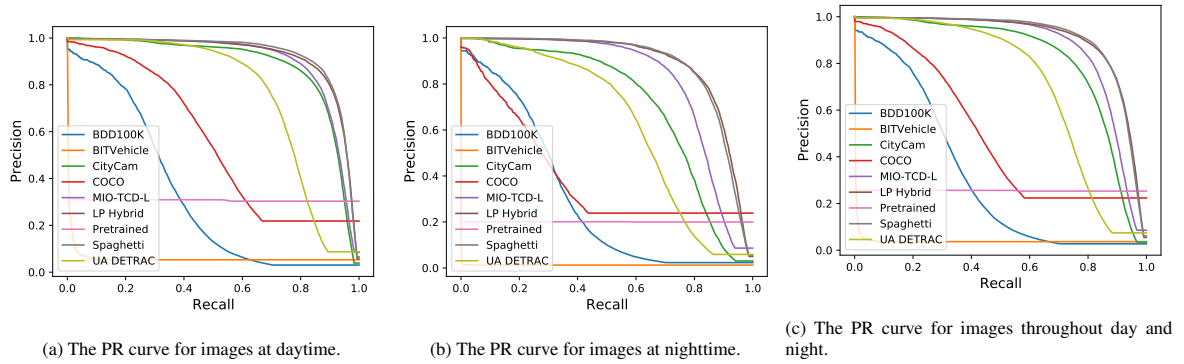 1.0
0.8
0.6
0.4
0.2
0.0
Precision
BDD100K
BITVehicle
CityCam
COCO
MIO-TCD-L
LP Hybrid
Pretrained
Spaghetti
UA DETRAC
0.0 0.2 0.4 0.6 0.8 1.0
Recall
(a) The PR curve for images at daytime.
1.0
0.8
0.6
0.4
0.2
0.0
Precision
BDD100K
BITVehicle
CityCam
COCO
MIO-TCD-L
LP Hybrid
Pretrained
Spaghetti
UA DETRAC
0.0 0.2 0.4 0.6 0.8 1.0
Recall
(b) The PR curve for images at nighttime.
1.0
0.8
0.6
0.4
0.2
0.0
Precision
BDD100K
BITVehicle
CityCam
COCO
MIO-TCD-L
LP Hybrid
Pretrained
Spaghetti
UA DETRAC
0.0 0.2 0.4 0.6 0.8 1.0
Recall
(c) The PR curve for images throughout day and
night.